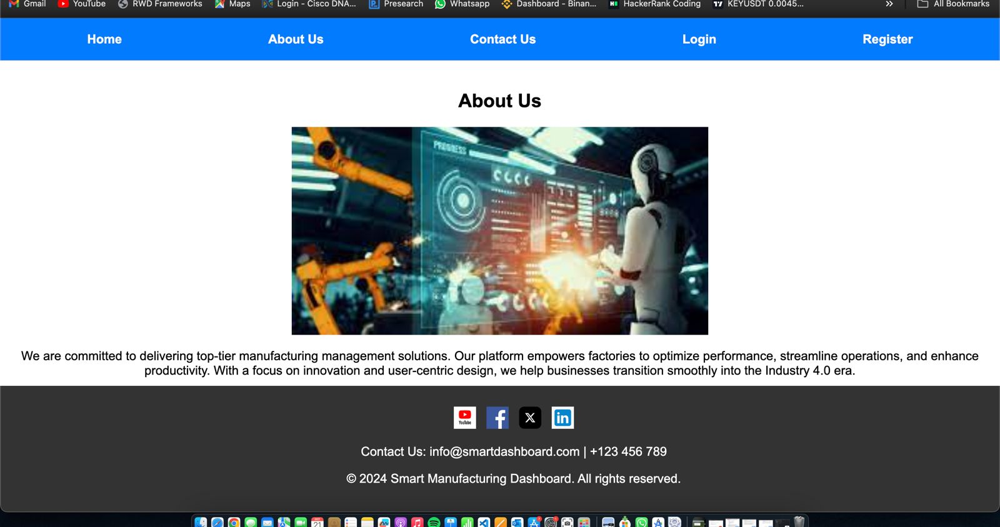 Gmail YouTube RWD Frameworks Maps Login - Cisco DNA... Presearch Whatsapp Dashboard - Binan... HackerRank Coding KEYUSDT 0.0045... » All Bookmarks
Home About Us Contact Us Login Register
About Us
PROGRESS
We are committed to delivering top-tier manufacturing management solutions. Our platform empowers factories to optimize performance, streamline operations, and enhance
productivity. With a focus on innovation and user-centric design, we help businesses transition smoothly into the Industry 4.0 era.
YouTube
Contact Us: info@smartdashboard.com | +123 456 789
© 2024 Smart Manufacturing Dashboard. All rights reserved.
OCT
21